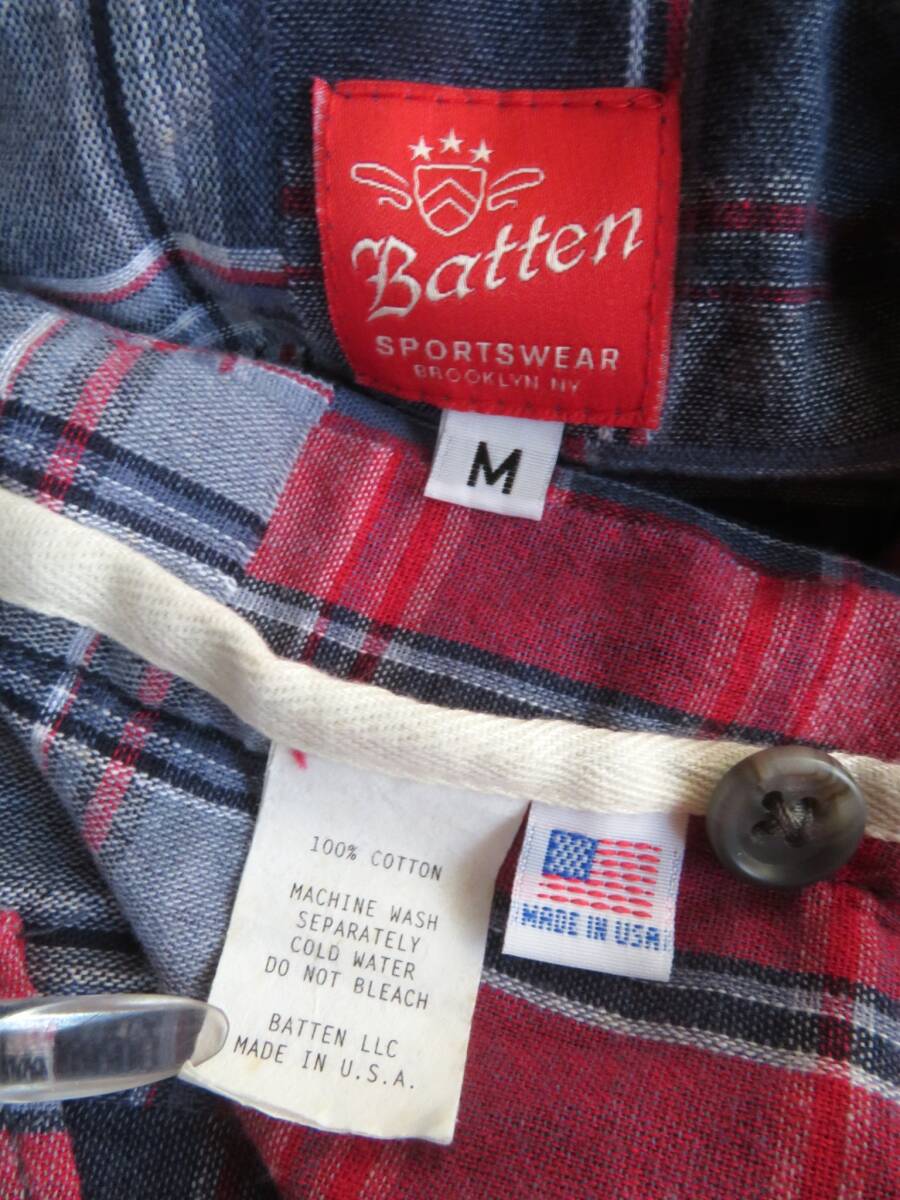 Batten
SPORTSWEAR
BROOKLYN NY
M
100% COTTON
MACHINE WASH
SEPARATELY
COLD WATER
DO NOT BLEACH
BATTEN LLC
MADE IN U.S.A.
MADE IN USA